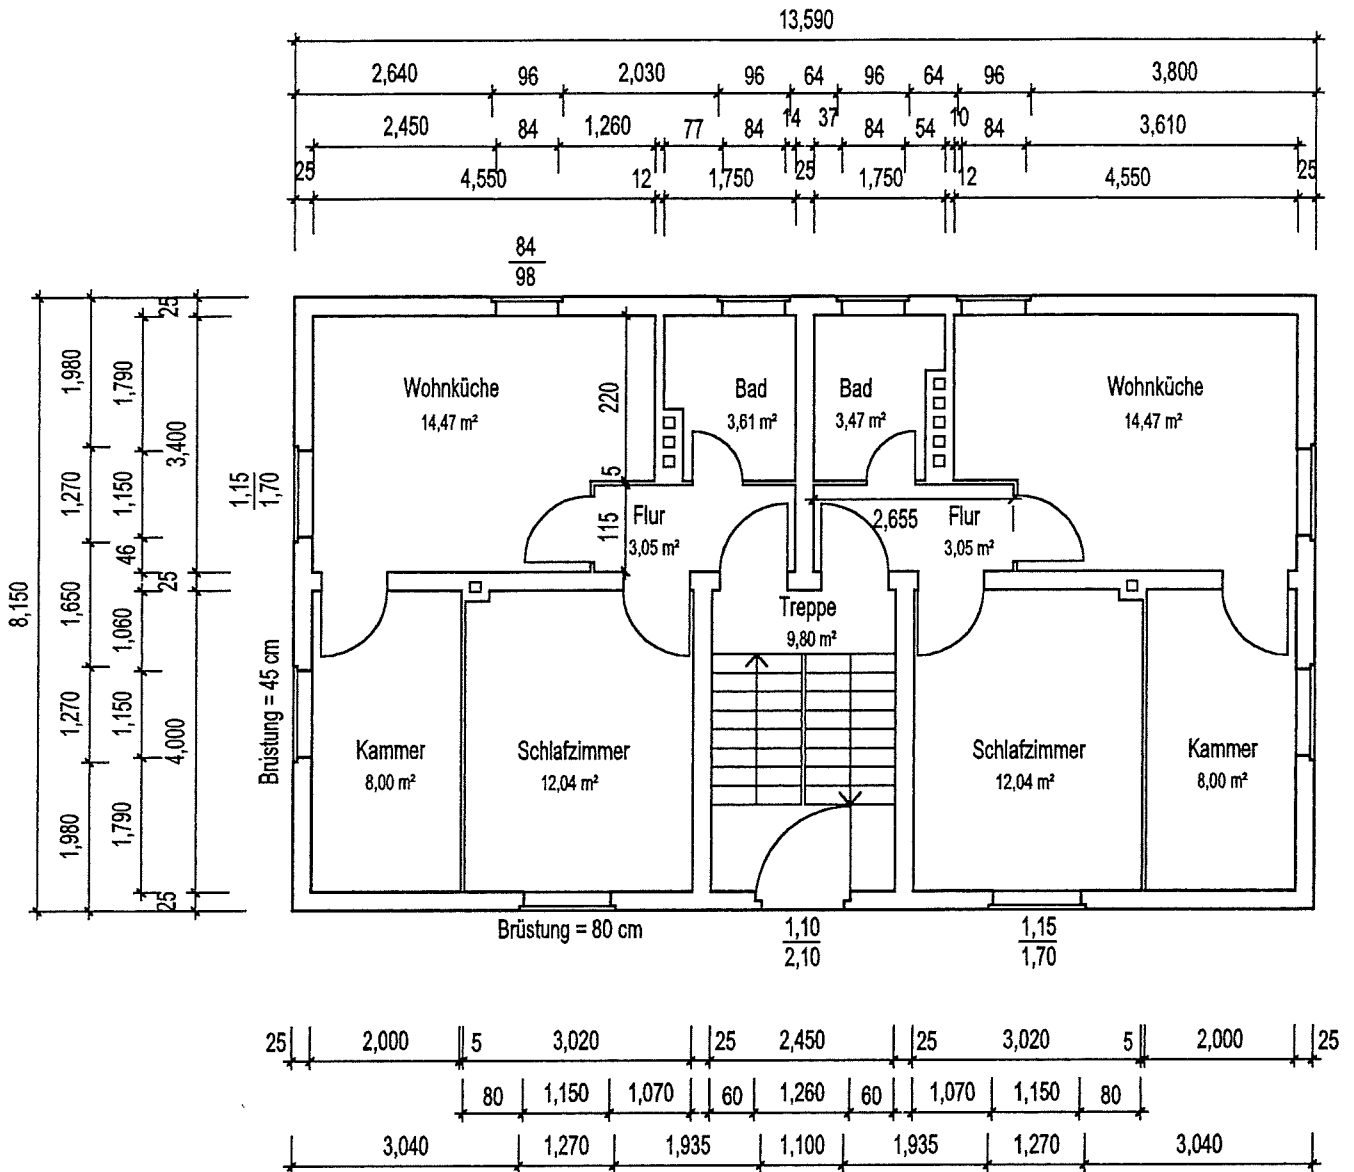 13,590
2,640 96 2,030 96 64 96 64 96 3,800
2,450 84 1,260 77 84 14 37 84 54 10 84 3,610
25 4,550 12 1,750 25 1,750 12 4,550 25
84
98
8,150
1,980 1,270 1,650 1,270 1,980
1,790 1,150 46 1,060 1,150 1,790
25 3,400 25 4,000 25
1,15
1,70
Brüstung = 45 cm
Wohnküche
14,47 m²
220
5
115
Bad
3,61 m²
Bad
3,47 m²
Wohnküche
14,47 m²
Flur
3,05 m²
2,655
Flur
3,05 m²
Treppe
9,80 m²
Kammer
8,00 m²
Schlafzimmer
12,04 m²
Schlafzimmer
12,04 m²
Kammer
8,00 m²
Brüstung = 80 cm
1,10
2,10
1,15
1,70
25 2,000 5 3,020 25 2,450 25 3,020 5 2,000 25
80 1,150 1,070 60 1,260 60 1,070 1,150 80
3,040 1,270 1,935 1,100 1,935 1,270 3,040